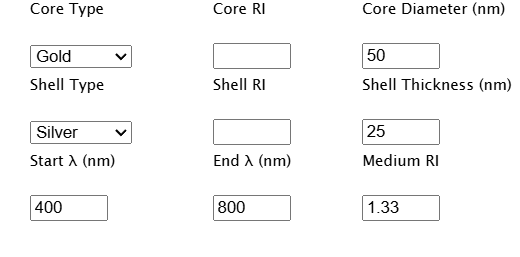 Core Type Core RI Core Diameter (nm)
Gold 50
Shell Type Shell RI Shell Thickness (nm)
Silver 25
Start λ (nm) End λ (nm) Medium RI
400 800 1.33